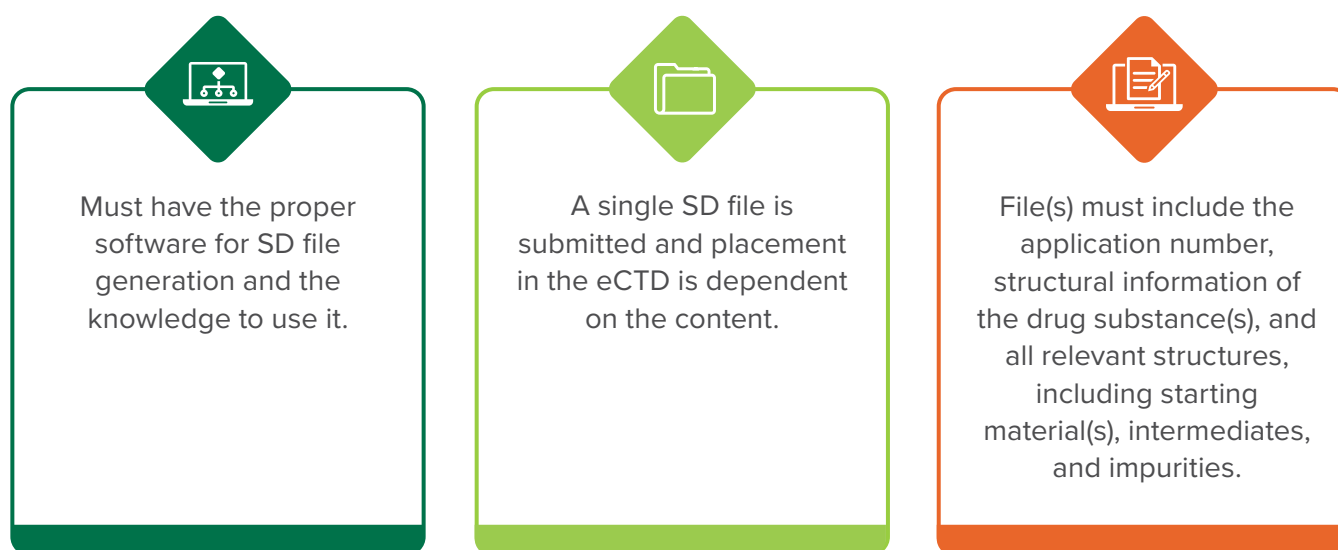 Must have the proper
software for SD file
generation and the
knowledge to use it.
A single SD file is
submitted and placement
in the eCTD is dependent
on the content.
File(s) must include the
application number,
structural information of
the drug substance(s), and
all relevant structures,
including starting
material(s), intermediates,
and impurities.